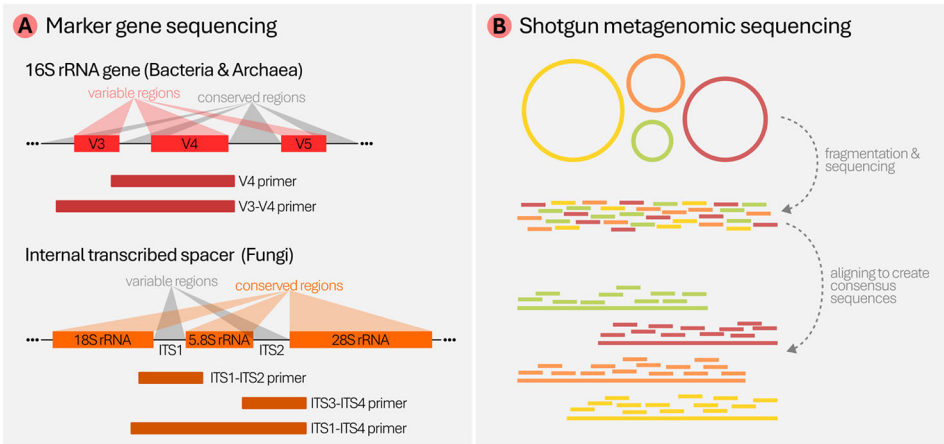 A Marker gene sequencing
16S rRNA gene (Bacteria & Archaea)
variable regions
conserved regions
V3
V4
V5
V4 primer
V3-V4 primer
Internal transcribed spacer (Fungi)
variable regions
conserved regions
18S rRNA
ITS1
5.8S rRNA
ITS2
28S rRNA
ITS1-ITS2 primer
ITS3-ITS4 primer
ITS1-ITS4 primer
B Shotgun metagenomic sequencing
fragmentation &
sequencing
aligning to create
consensus
sequences